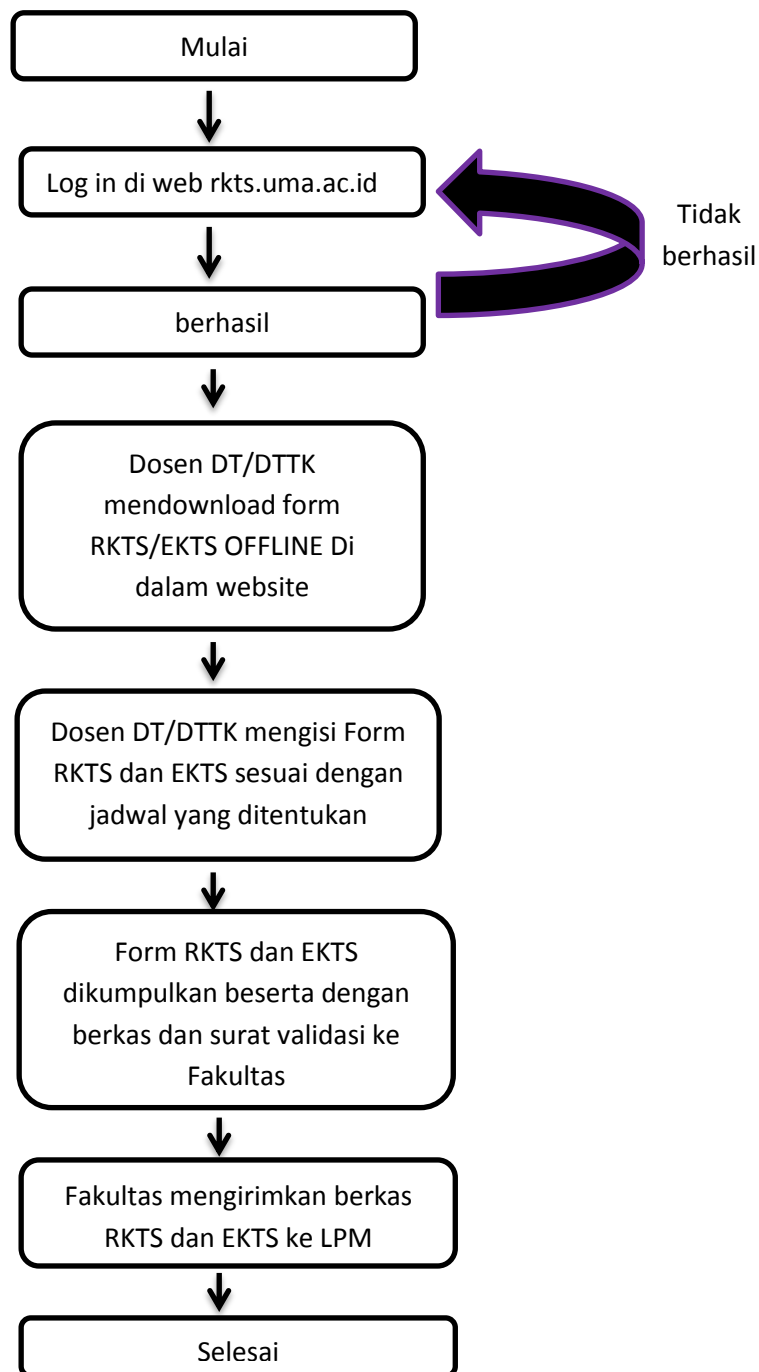 Mulai
Log in di web rkts.uma.ac.id
Tidak
berhasil
berhasil
Dosen DT/DTTK
mendownload form
RKTS/EKTS OFFLINE Di
dalam website
Dosen DT/DTTK mengisi Form
RKTS dan EKTS sesuai dengan
jadwal yang ditentukan
Form RKTS dan EKTS
dikumpulkan beserta dengan
berkas dan surat validasi ke
Fakultas
Fakultas mengirimkan berkas
RKTS dan EKTS ke LPM
Selesai